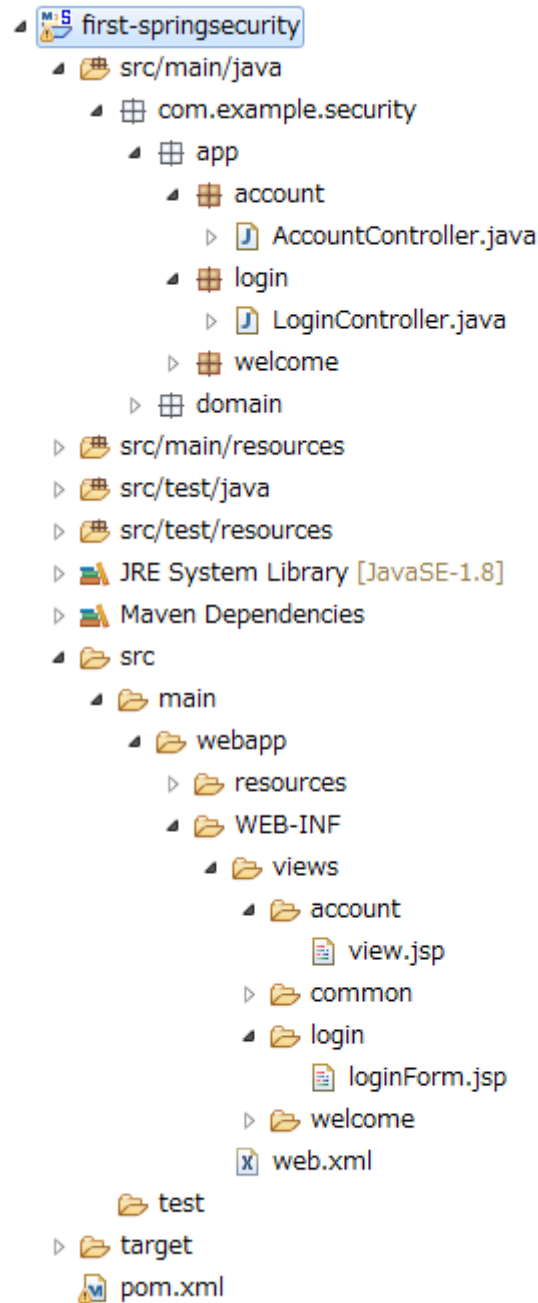 first-springsecurity
src/main/java
com.example.security
app
account
AccountController.java
login
LoginController.java
welcome
domain
src/main/resources
src/test/java
src/test/resources
JRE System Library [JavaSE-1.8]
Maven Dependencies
src
main
webapp
resources
WEB-INF
views
account
view.jsp
common
login
loginForm.jsp
welcome
web.xml
test
target
pom.xml